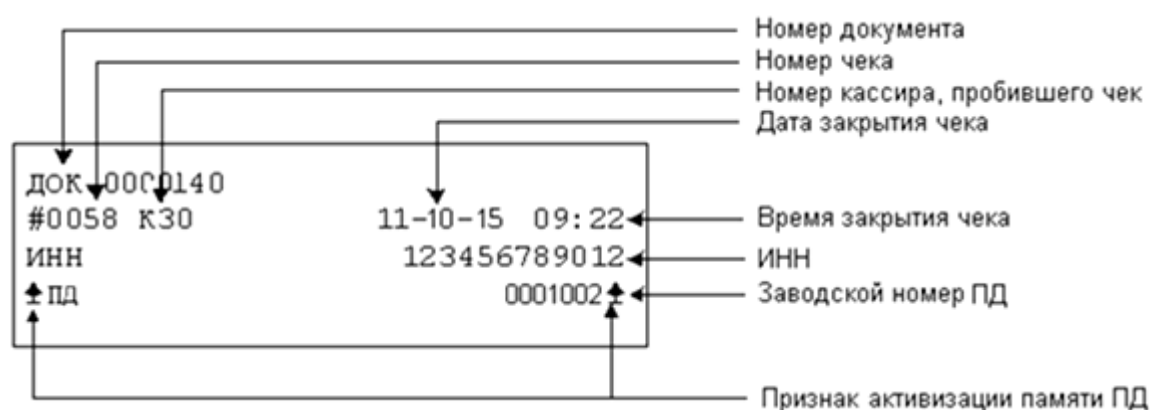 Номер документа
Номер чека
Номер кассира, пробившего чек
Дата закрытия чека
ДОК 0000140
#0058 К30 11-10-15 09:22
Время закрытия чека
ИНН 123456789012
ИНН
ПД 0001002
Заводской номер ПД
Признак активизации памяти ПД